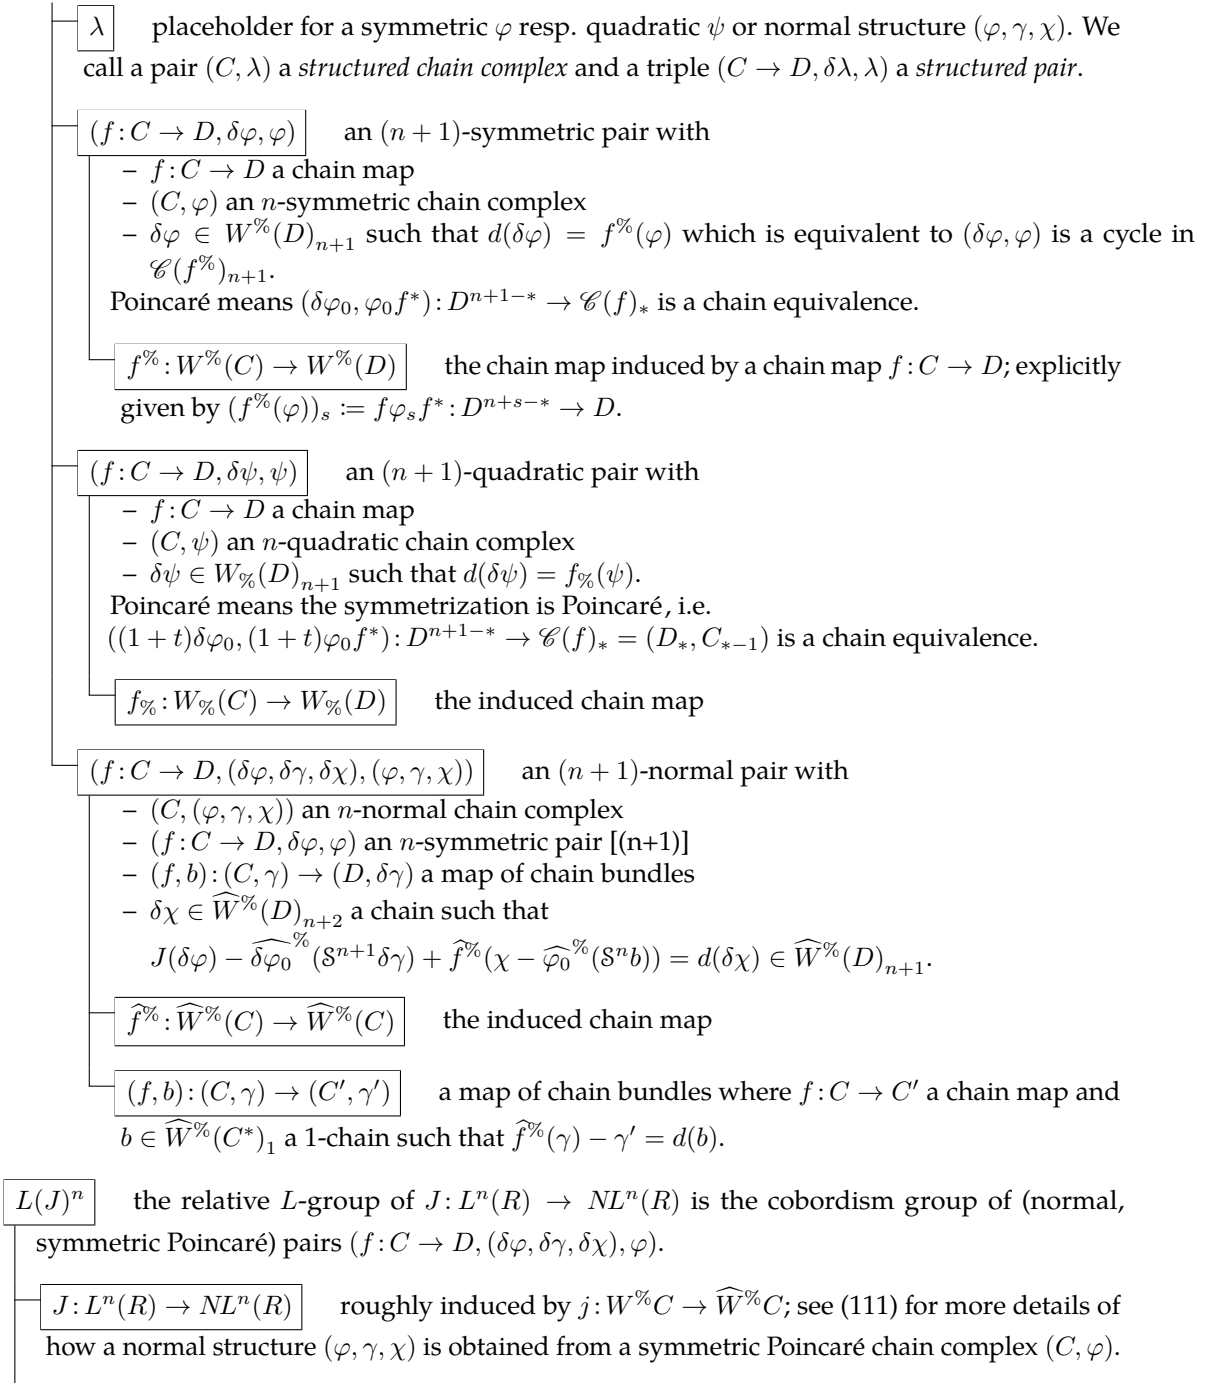 λ placeholder for a symmetric φ resp. quadratic ψ or normal structure (φ, γ, χ). We
call a pair (C, λ) a structured chain complex and a triple (C → D, δλ, λ) a structured pair.
(f : C → D, δφ, φ) an (n + 1)-symmetric pair with
– f : C → D a chain map
– (C, φ) an n-symmetric chain complex
– δφ ∈ W^%(D)_{n+1} such that d(δφ) = f^%(φ) which is equivalent to (δφ, φ) is a cycle in
𝒞(f^%)_{n+1}.
Poincaré means (δφ_0, φ_0 f^*) : D^{n+1−*} → 𝒞(f)_* is a chain equivalence.
f^% : W^%(C) → W^%(D) the chain map induced by a chain map f : C → D; explicitly
given by (f^%(φ))_s ≔ fφ_s f^* : D^{n+s−*} → D.
(f : C → D, δψ, ψ) an (n + 1)-quadratic pair with
– f : C → D a chain map
– (C, ψ) an n-quadratic chain complex
– δψ ∈ W_%(D)_{n+1} such that d(δψ) = f_%(ψ).
Poincaré means the symmetrization is Poincaré, i.e.
((1 + t)δφ_0, (1 + t)φ_0 f^*) : D^{n+1−*} → 𝒞(f)_* = (D_*, C_{*−1}) is a chain equivalence.
f_% : W_%(C) → W_%(D) the induced chain map
(f : C → D, (δφ, δγ, δχ), (φ, γ, χ)) an (n + 1)-normal pair with
– (C, (φ, γ, χ)) an n-normal chain complex
– (f : C → D, δφ, φ) an n-symmetric pair [(n+1)]
– (f, b) : (C, γ) → (D, δγ) a map of chain bundles
– δχ ∈ \widehat{W}^%(D)_{n+2} a chain such that
J(δφ) − \widehat{δφ_0}^%(𝒮^{n+1}δγ) + \widehat{f}^%(χ − \widehat{φ_0}^%(𝒮^n b)) = d(δχ) ∈ \widehat{W}^%(D)_{n+1}.
\widehat{f}^% : \widehat{W}^%(C) → \widehat{W}^%(C) the induced chain map
(f, b) : (C, γ) → (C′, γ′) a map of chain bundles where f : C → C′ a chain map and
b ∈ \widehat{W}^%(C^*)_1 a 1-chain such that \widehat{f}^%(γ) − γ′ = d(b).
L(J)^n the relative L-group of J : L^n(R) → NL^n(R) is the cobordism group of (normal,
symmetric Poincaré) pairs (f : C → D, (δφ, δγ, δχ), φ).
J : L^n(R) → NL^n(R) roughly induced by j : W^%C → \widehat{W}^%C; see (111) for more details of
how a normal structure (φ, γ, χ) is obtained from a symmetric Poincaré chain complex (C, φ).